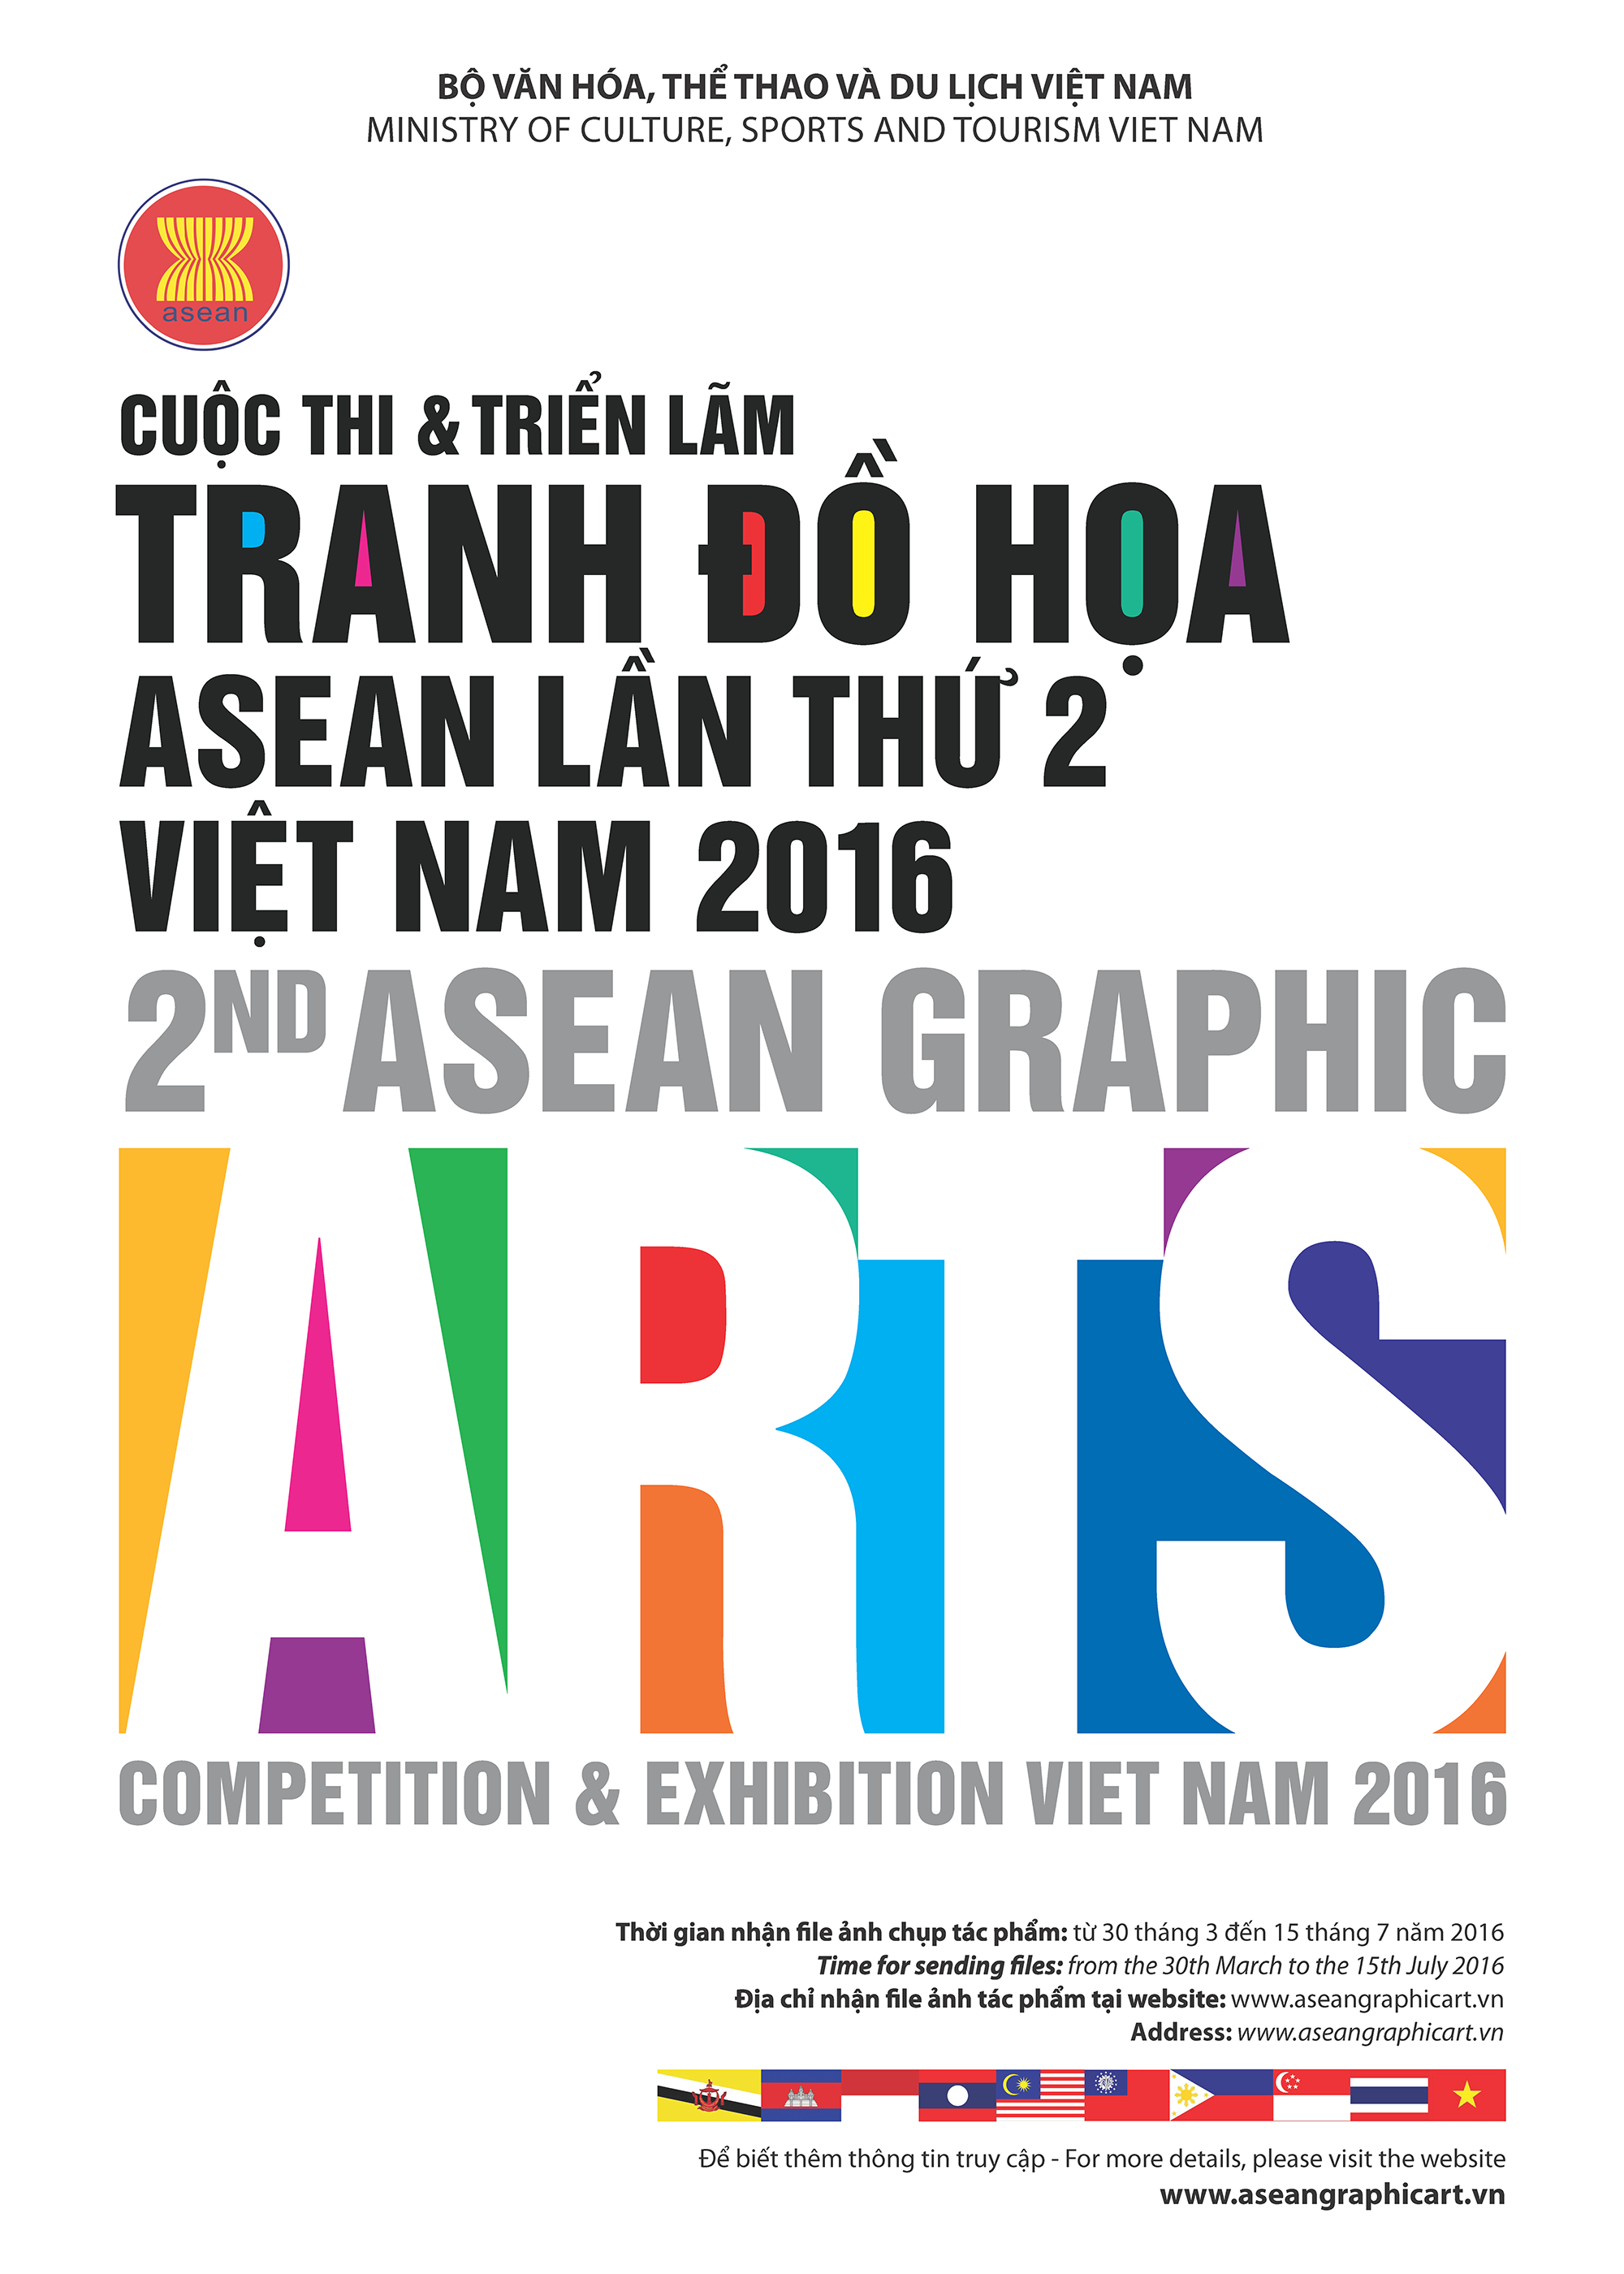 BỘ VĂN HÓA, THỂ THAO VÀ DU LỊCH VIỆT NAM
MINISTRY OF CULTURE, SPORTS AND TOURISM VIET NAM
asean
CUỘC THI & TRIỂN LÃM
TRANH ĐỒ HỌA
ASEAN LẦN THỨ 2
VIỆT NAM 2016
2ND ASEAN GRAPHIC
ARTS
COMPETITION & EXHIBITION VIET NAM 2016
Thời gian nhận file ảnh chụp tác phẩm: từ 30 tháng 3 đến 15 tháng 7 năm 2016
Time for sending files: from the 30th March to the 15th July 2016
Địa chỉ nhận file ảnh tác phẩm tại website: www.aseangraphicart.vn
Address: www.aseangraphicart.vn
Để biết thêm thông tin truy cập - For more details, please visit the website
www.aseangraphicart.vn